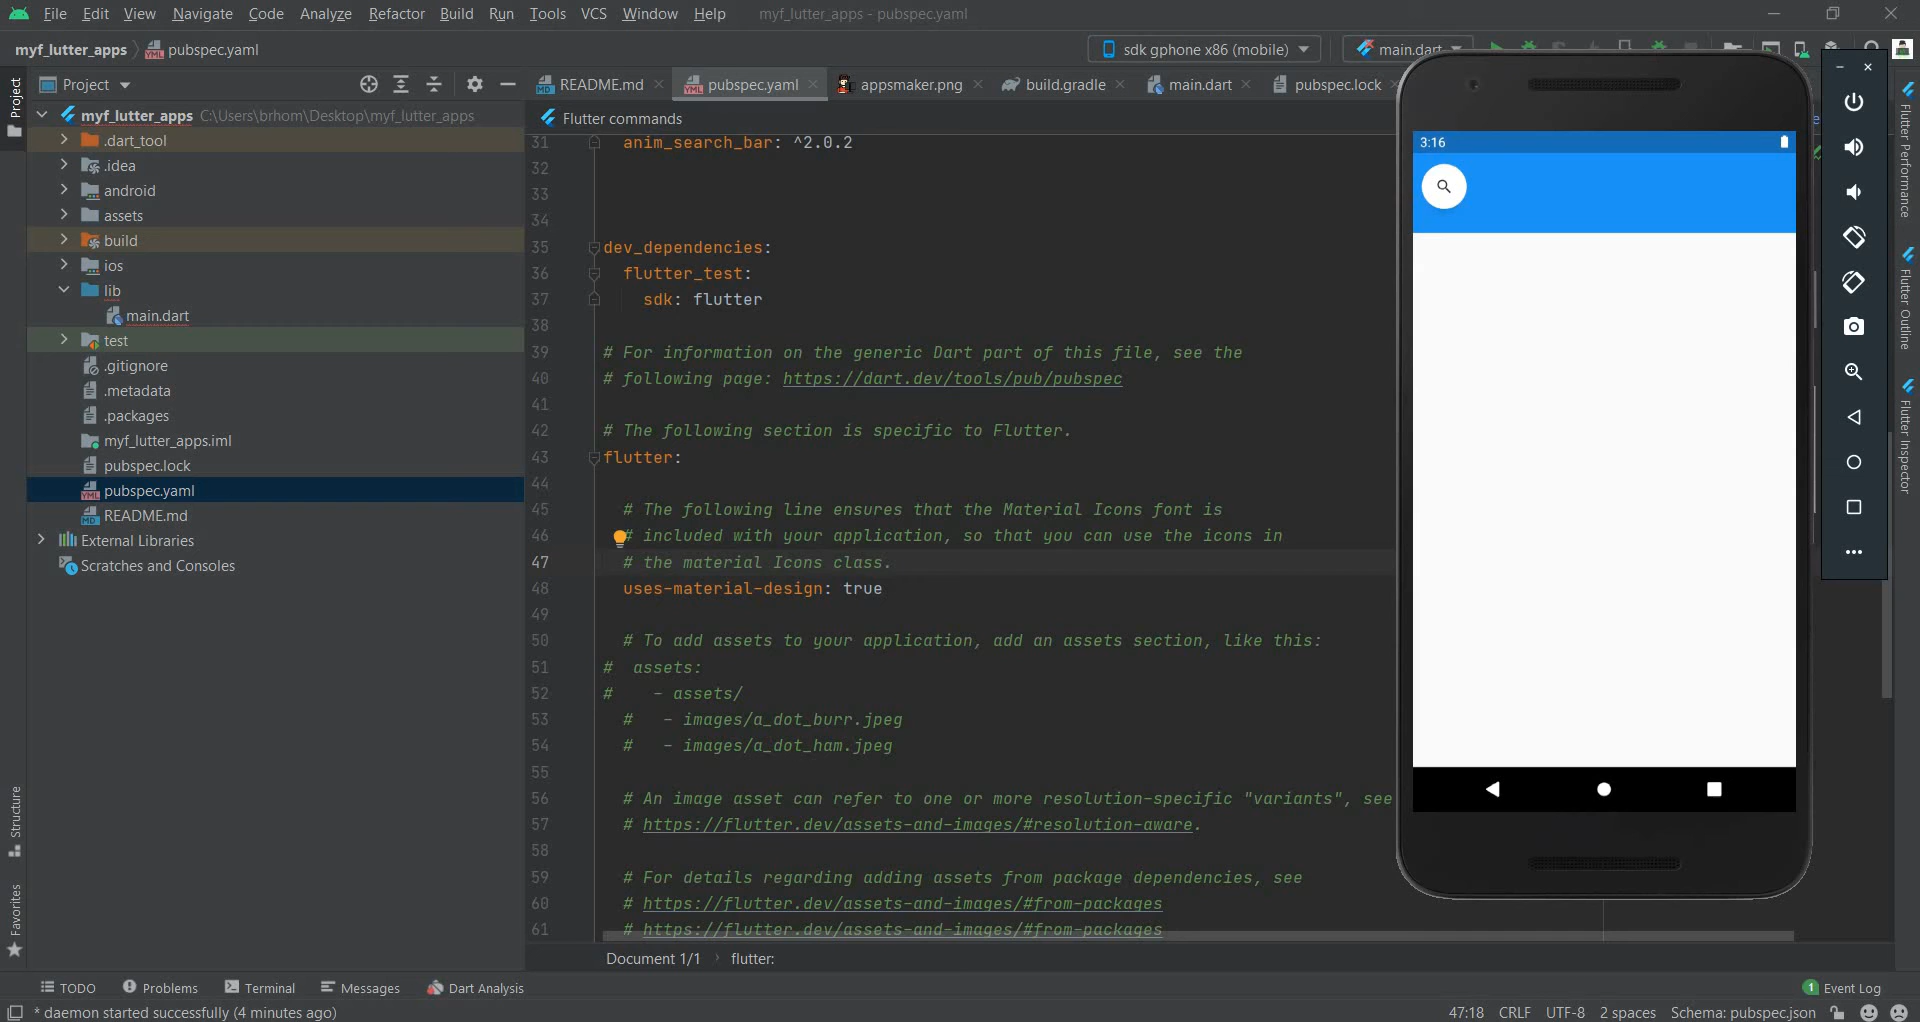 File Edit View Navigate Code Analyze Refactor Build Run Tools VCS Window Help myf_lutter_apps - pubspec.yaml
myf_lutter_apps pubspec.yaml sdk gphone x86 (mobile) main.dart
Project README.md pubspec.yaml appsmaker.png build.gradle main.dart pubspec.lock
Project
myf_lutter_apps C:\Users\brhom\Desktop\myf_lutter_apps
.dart_tool
.idea
android
assets
build
ios
lib
main.dart
test
.gitignore
.metadata
.packages
myf_lutter_apps.iml
pubspec.lock
pubspec.yaml
README.md
External Libraries
Scratches and Consoles
Structure
Favorites
Flutter commands
31 anim_search_bar: ^2.0.2
32
33
34
35 dev_dependencies:
36 flutter_test:
37 sdk: flutter
38
39 # For information on the generic Dart part of this file, see the
40 # following page: https://dart.dev/tools/pub/pubspec
41
42 # The following section is specific to Flutter.
43 flutter:
44
45 # The following line ensures that the Material Icons font is
46 # included with your application, so that you can use the icons in
47 # the material Icons class.
48 uses-material-design: true
49
50 # To add assets to your application, add an assets section, like this:
51 # assets:
52 # - assets/
53 # - images/a_dot_burr.jpeg
54 # - images/a_dot_ham.jpeg
55
56 # An image asset can refer to one or more resolution-specific "variants", see
57 # https://flutter.dev/assets-and-images/#resolution-aware.
58
59 # For details regarding adding assets from package dependencies, see
60 # https://flutter.dev/assets-and-images/#from-packages
61 # https://flutter.dev/assets-and-images/#from-packages
Document 1/1 flutter:
3:16
Flutter Performance
Flutter Outline
Flutter Inspector
TODO Problems Terminal Messages Dart Analysis 1 Event Log
* daemon started successfully (4 minutes ago) 47:18 CRLF UTF-8 2 spaces Schema: pubspec.json